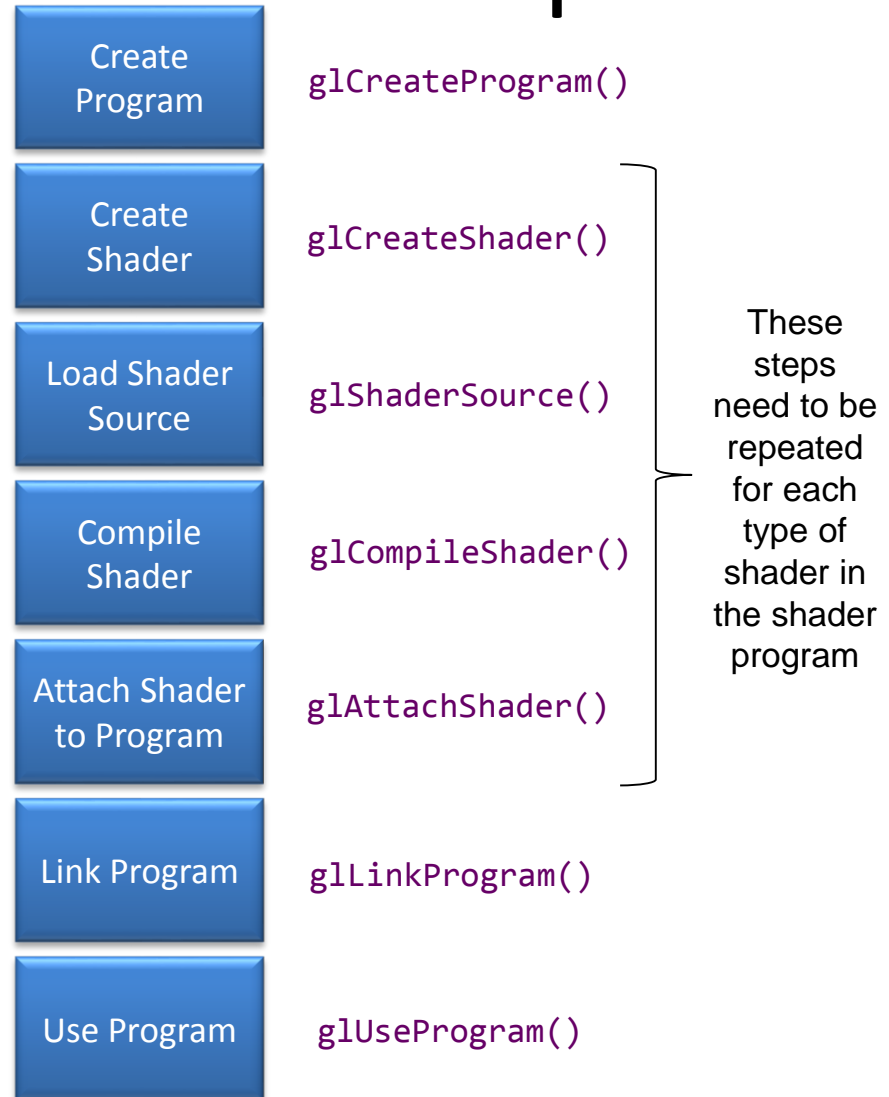 Create
Program
glCreateProgram()
Create
Shader
glCreateShader()
Load Shader
Source
glShaderSource()
Compile
Shader
glCompileShader()
Attach Shader
to Program
glAttachShader()
These
steps
need to be
repeated
for each
type of
shader in
the shader
program
Link Program
glLinkProgram()
Use Program
glUseProgram()